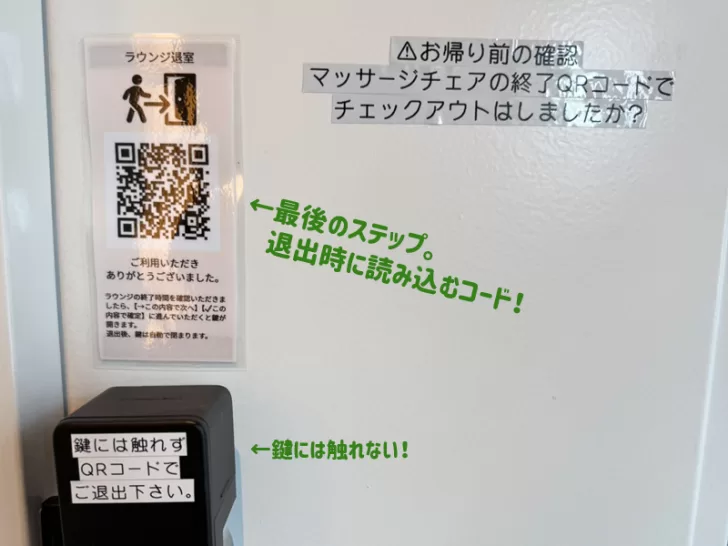 ラウンジ退室
ご利用いただき
ありがとうございました。
ラウンジの終了時間を確認いただきま
したら、【→この内容で次へ】【✓この
内容で確定】に進んでいただくと鍵が
開きます。
退出後、鍵は自動で閉まります。
⚠お帰り前の確認
マッサージチェアの終了QRコードで
チェックアウトはしましたか?
←最後のステップ。
退出時に読み込むコード!
鍵には触れず
QRコードで
ご退出下さい。
←鍵には触れない!